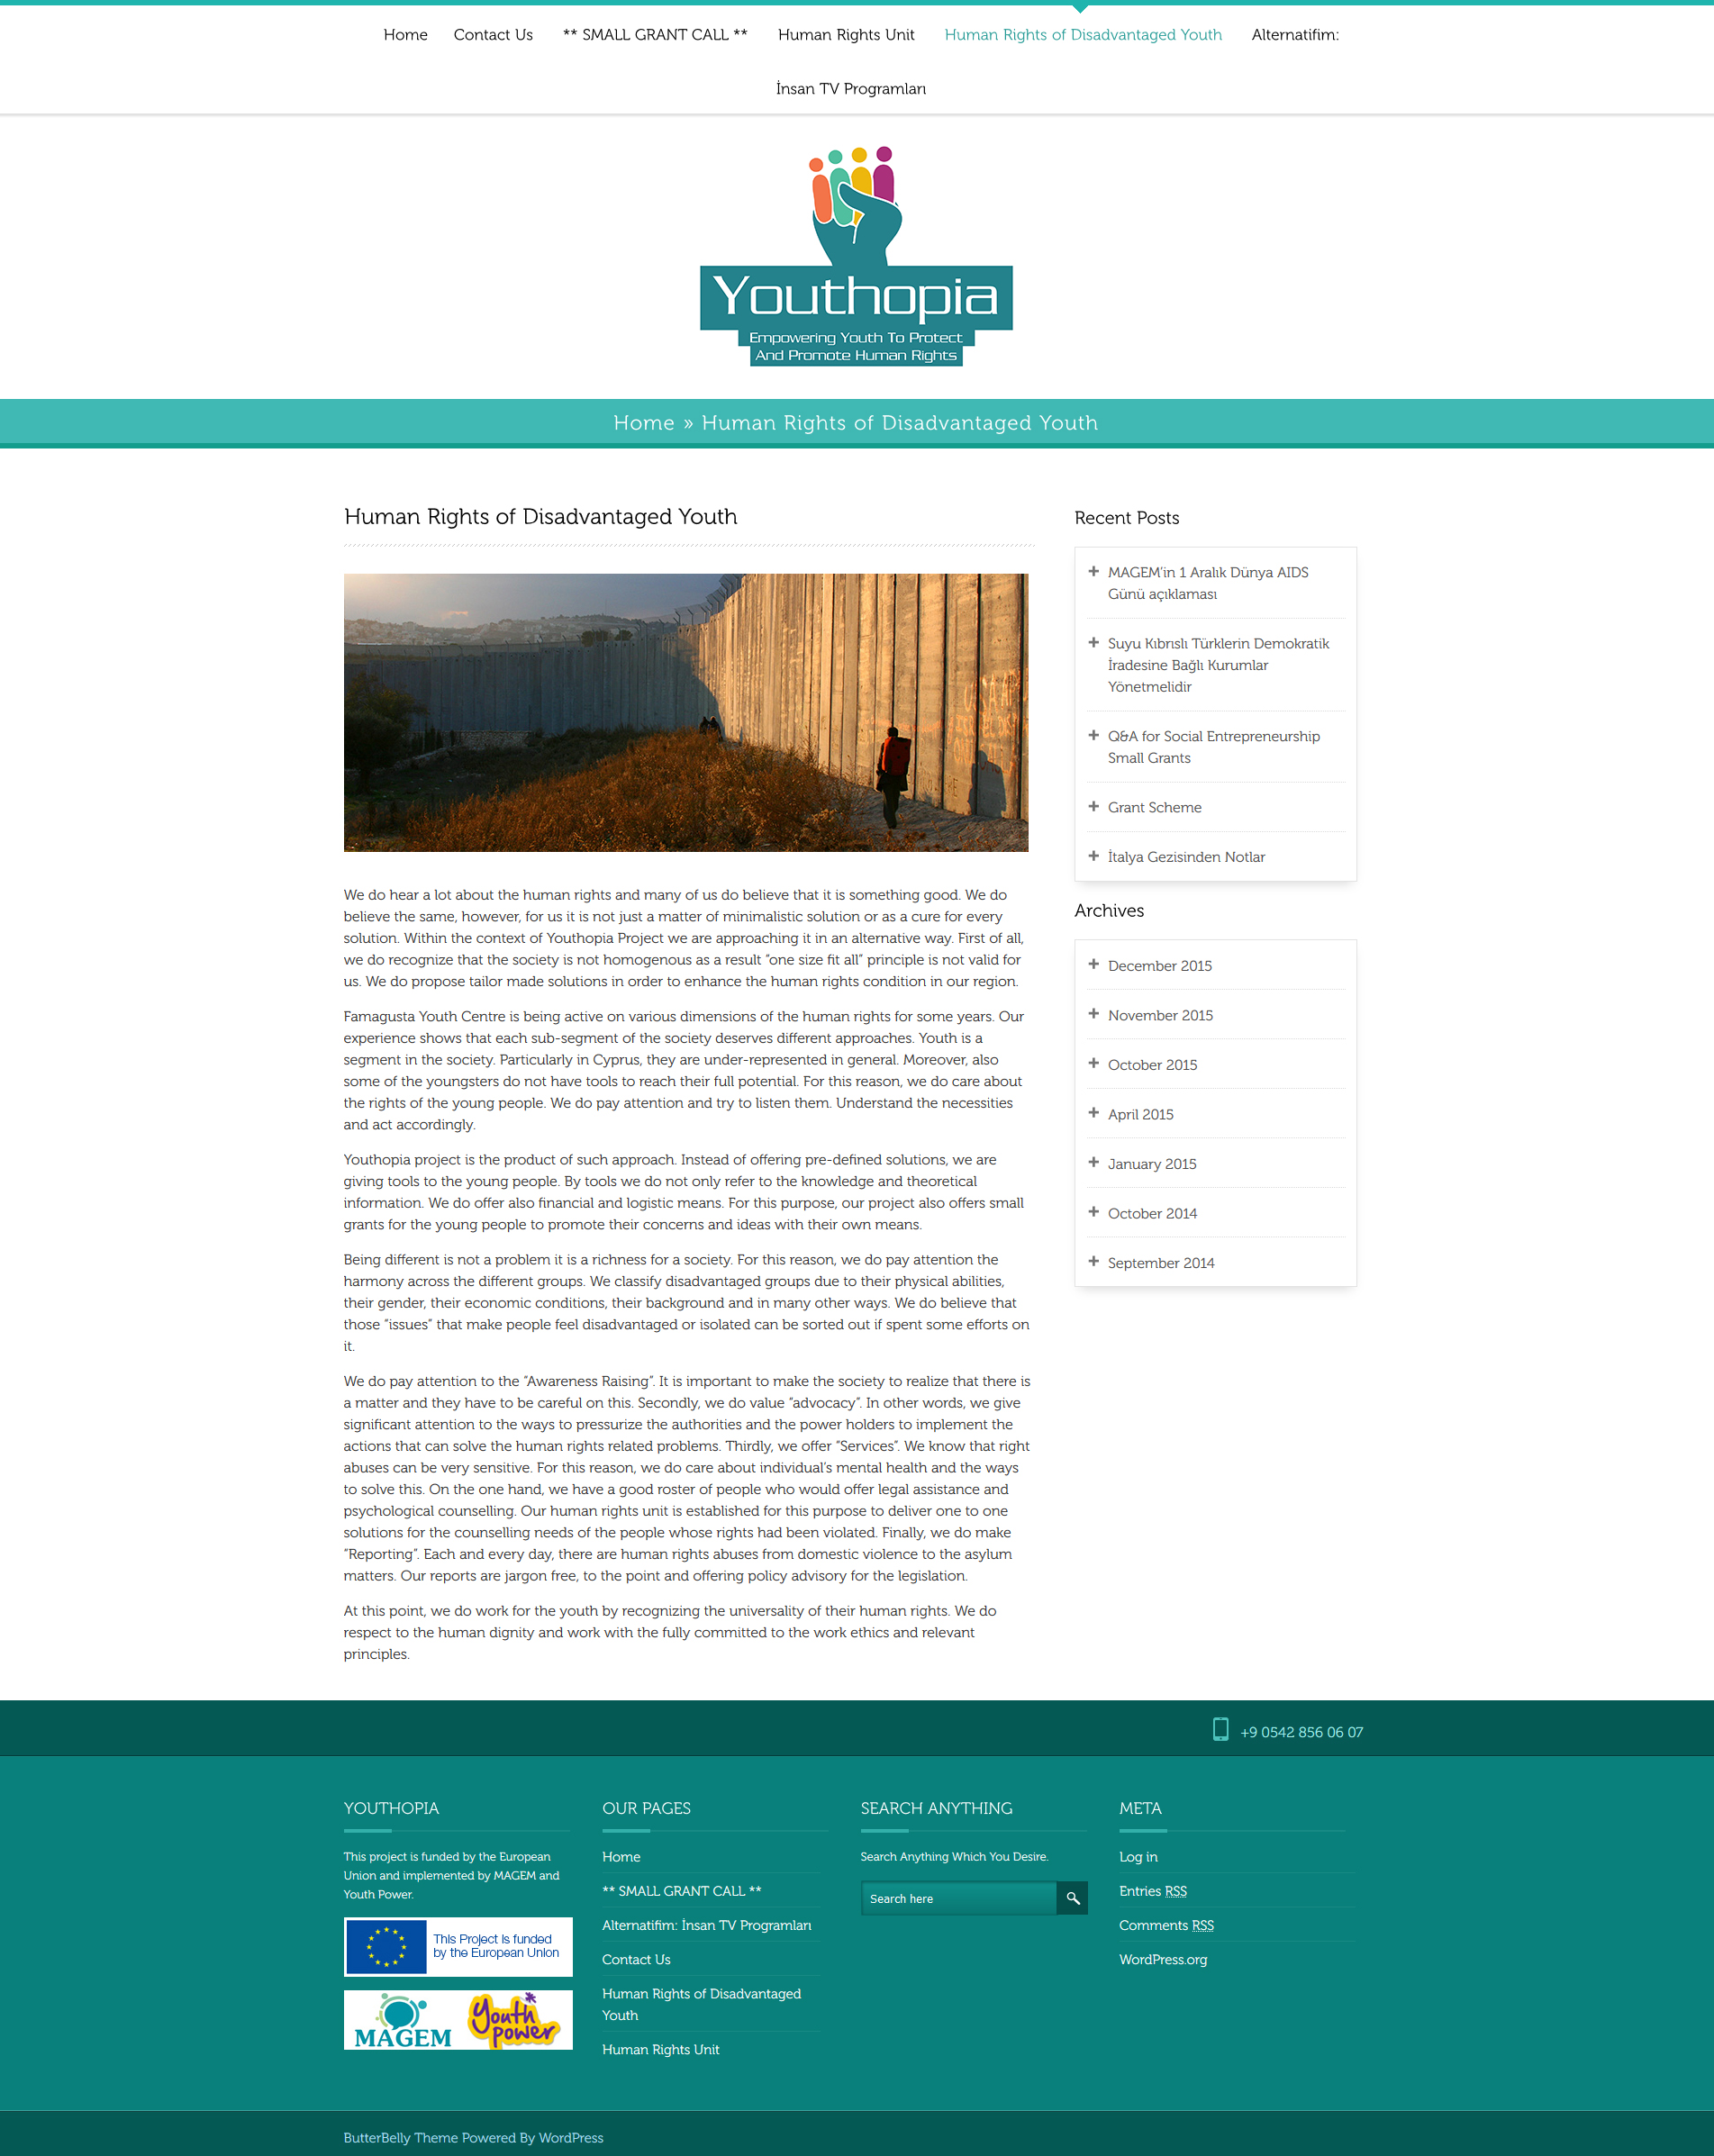 Home Contact Us ** SMALL GRANT CALL ** Human Rights Unit Human Rights of Disadvantaged Youth Alternatifim:
İnsan TV Programları
Youthopia
Empowering Youth To Protect
And Promote Human Rights
Home » Human Rights of Disadvantaged Youth
Human Rights of Disadvantaged Youth
We do hear a lot about the human rights and many of us do believe that it is something good. We do
believe the same, however, for us it is not just a matter of minimalistic solution or as a cure for every
solution. Within the context of Youthopia Project we are approaching it in an alternative way. First of all,
we do recognize that the society is not homogenous as a result “one size fit all” principle is not valid for
us. We do propose tailor made solutions in order to enhance the human rights condition in our region.
Famagusta Youth Centre is being active on various dimensions of the human rights for some years. Our
experience shows that each sub-segment of the society deserves different approaches. Youth is a
segment in the society. Particularly in Cyprus, they are under-represented in general. Moreover, also
some of the youngsters do not have tools to reach their full potential. For this reason, we do care about
the rights of the young people. We do pay attention and try to listen them. Understand the necessities
and act accordingly.
Youthopia project is the product of such approach. Instead of offering pre-defined solutions, we are
giving tools to the young people. By tools we do not only refer to the knowledge and theoretical
information. We do offer also financial and logistic means. For this purpose, our project also offers small
grants for the young people to promote their concerns and ideas with their own means.
Being different is not a problem it is a richness for a society. For this reason, we do pay attention the
harmony across the different groups. We classify disadvantaged groups due to their physical abilities,
their gender, their economic conditions, their background and in many other ways. We do believe that
those “issues” that make people feel disadvantaged or isolated can be sorted out if spent some efforts on
it.
We do pay attention to the “Awareness Raising”. It is important to make the society to realize that there is
a matter and they have to be careful on this. Secondly, we do value “advocacy”. In other words, we give
significant attention to the ways to pressurize the authorities and the power holders to implement the
actions that can solve the human rights related problems. Thirdly, we offer “Services”. We know that right
abuses can be very sensitive. For this reason, we do care about individual’s mental health and the ways
to solve this. On the one hand, we have a good roster of people who would offer legal assistance and
psychological counselling. Our human rights unit is established for this purpose to deliver one to one
solutions for the counselling needs of the people whose rights had been violated. Finally, we do make
“Reporting”. Each and every day, there are human rights abuses from domestic violence to the asylum
matters. Our reports are jargon free, to the point and offering policy advisory for the legislation.
At this point, we do work for the youth by recognizing the universality of their human rights. We do
respect to the human dignity and work with the fully committed to the work ethics and relevant
principles.
Recent Posts
MAGEM’in 1 Aralık Dünya AIDS
Günü açıklaması
Suyu Kıbrıslı Türklerin Demokratik
İradesine Bağlı Kurumlar
Yönetmelidir
Q&A for Social Entrepreneurship
Small Grants
Grant Scheme
İtalya Gezisinden Notlar
Archives
December 2015
November 2015
October 2015
April 2015
January 2015
October 2014
September 2014
+9 0542 856 06 07
YOUTHOPIA
This project is funded by the European
Union and implemented by MAGEM and
Youth Power.
This Project is funded
by the European Union
MAGEM
Youth
power
OUR PAGES
Home
** SMALL GRANT CALL **
Alternatifim: İnsan TV Programları
Contact Us
Human Rights of Disadvantaged
Youth
Human Rights Unit
SEARCH ANYTHING
Search Anything Which You Desire.
Search here
META
Log in
Entries RSS
Comments RSS
WordPress.org
ButterBelly Theme Powered By WordPress